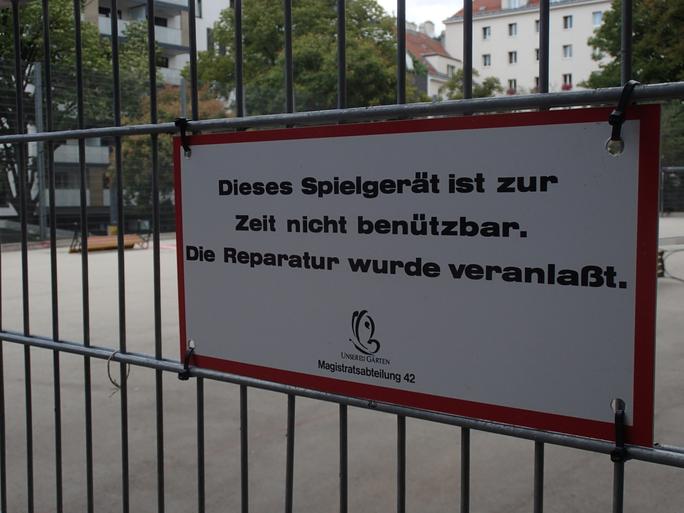 Dieses Spielgerät ist zur
Zeit nicht benützbar.
Die Reparatur wurde veranlaßt.
UNSERE GÄRTEN
Magistratsabteilung 42